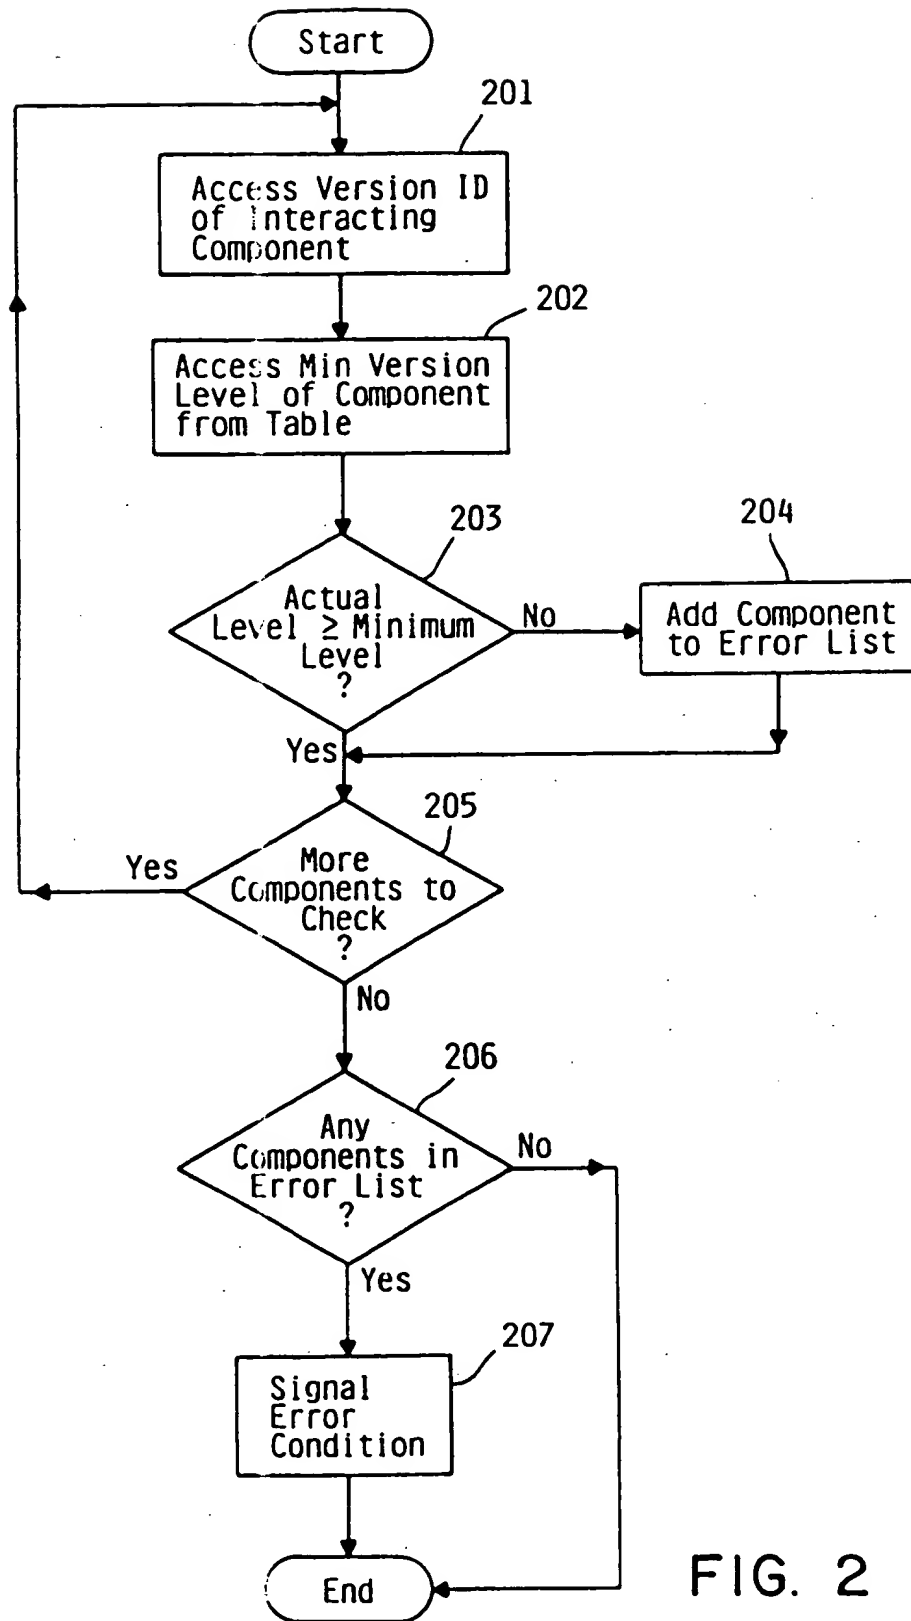 Start
201
Access Version ID
of Interacting
Component
202
Access Min Version
Level of Component
from Table
203
Actual
Level ≥ Minimum
Level
?
No
204
Add Component
to Error List
Yes
205
More
Components to
Check
?
Yes
No
206
Any
Components in
Error List
?
No
Yes
207
Signal
Error
Condition
End
FIG. 2